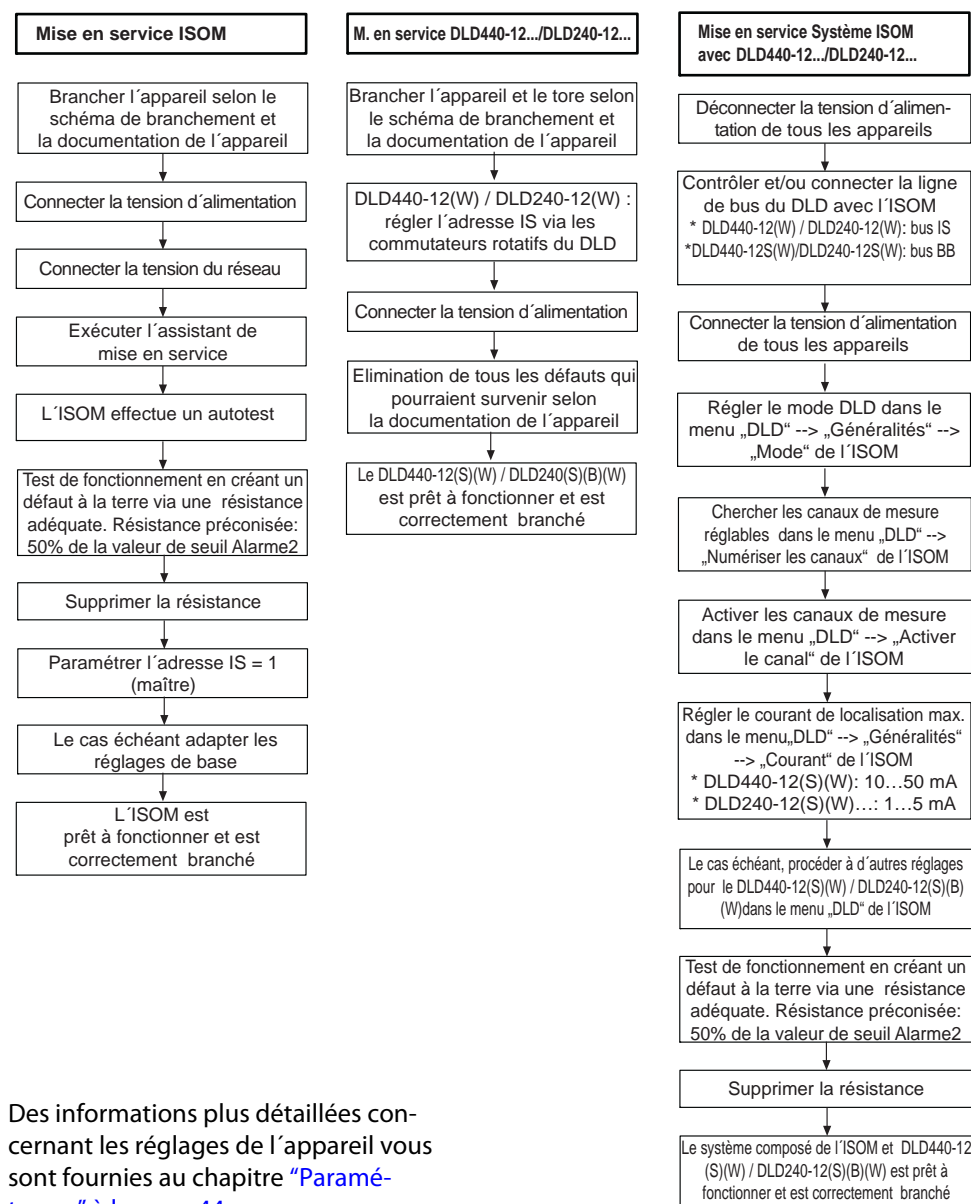 Mise en service ISOM
Brancher l´appareil selon le
schéma de branchement et
la documentation de l´appareil
Connecter la tension d´alimentation
Connecter la tension du réseau
Exécuter l´assistant de
mise en service
L´ISOM effectue un autotest
Test de fonctionnement en créant un
défaut à la terre via une résistance
adéquate. Résistance préconisée:
50% de la valeur de seuil Alarme2
Supprimer la résistance
Paramétrer l´adresse IS = 1
(maître)
Le cas échéant adapter les
réglages de base
L´ISOM est
prêt à fonctionner et est
correctement branché
M. en service DLD440-12.../DLD240-12...
Brancher l´appareil et le tore selon
le schéma de branchement et
la documentation de l´appareil
DLD440-12(W) / DLD240-12(W) :
régler l´adresse IS via les
commutateurs rotatifs du DLD
Connecter la tension d´alimentation
Elimination de tous les défauts qui
pourraient survenir selon
la documentation de l´appareil
Le DLD440-12(S)(W) / DLD240(S)(B)(W)
est prêt à fonctionner et est
correctement branché
Mise en service Système ISOM
avec DLD440-12.../DLD240-12...
Déconnecter la tension d´alimen-
tation de tous les appareils
Contrôler et/ou connecter la ligne
de bus du DLD avec l´ISOM
* DLD440-12(W) / DLD240-12(W): bus IS
*DLD440-12S(W)/DLD240-12S(W): bus BB
Connecter la tension d´alimentation
de tous les appareils
Régler le mode DLD dans le
menu „DLD“ --> „Généralités“ -->
„Mode“ de l´ISOM
Chercher les canaux de mesure
réglables dans le menu „DLD“ -->
„Numériser les canaux“ de l´ISOM
Activer les canaux de mesure
dans le menu „DLD“ --> „Activer
le canal“ de l´ISOM
Régler le courant de localisation max.
dans le menu„DLD“ --> „Généralités“
--> „Courant“ de l´ISOM
* DLD440-12(S)(W): 10…50 mA
* DLD240-12(S)(W)…: 1…5 mA
Le cas échéant, procéder à d´autres réglages
pour le DLD440-12(S)(W) / DLD240-12(S)(B)
(W)dans le menu „DLD“ de l´ISOM
Test de fonctionnement en créant un
défaut à la terre via une résistance
adéquate. Résistance préconisée:
50% de la valeur de seuil Alarme2
Supprimer la résistance
Le système composé de l´ISOM et DLD440-12
(S)(W) / DLD240-12(S)(B)(W) est prêt à
fonctionner et est correctement branché
Des informations plus détaillées con-
cernant les réglages de l´appareil vous
sont fournies au chapitre “Paramé-